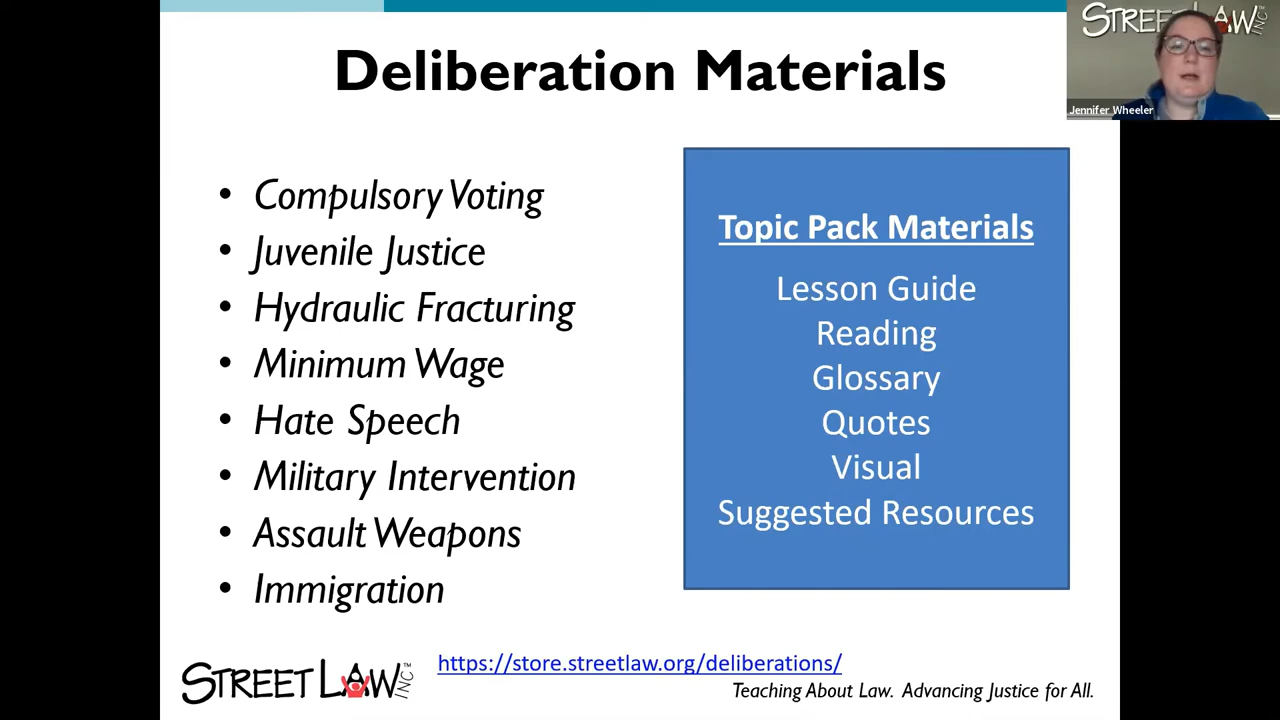 Deliberation Materials
STREET LAW INC™
Jennifer Wheeler
• Compulsory Voting
• Juvenile Justice
• Hydraulic Fracturing
• Minimum Wage
• Hate Speech
• Military Intervention
• Assault Weapons
• Immigration
Topic Pack Materials
Lesson Guide
Reading
Glossary
Quotes
Visual
Suggested Resources
STREET LAW INC™
https://store.streetlaw.org/deliberations/
Teaching About Law. Advancing Justice for All.